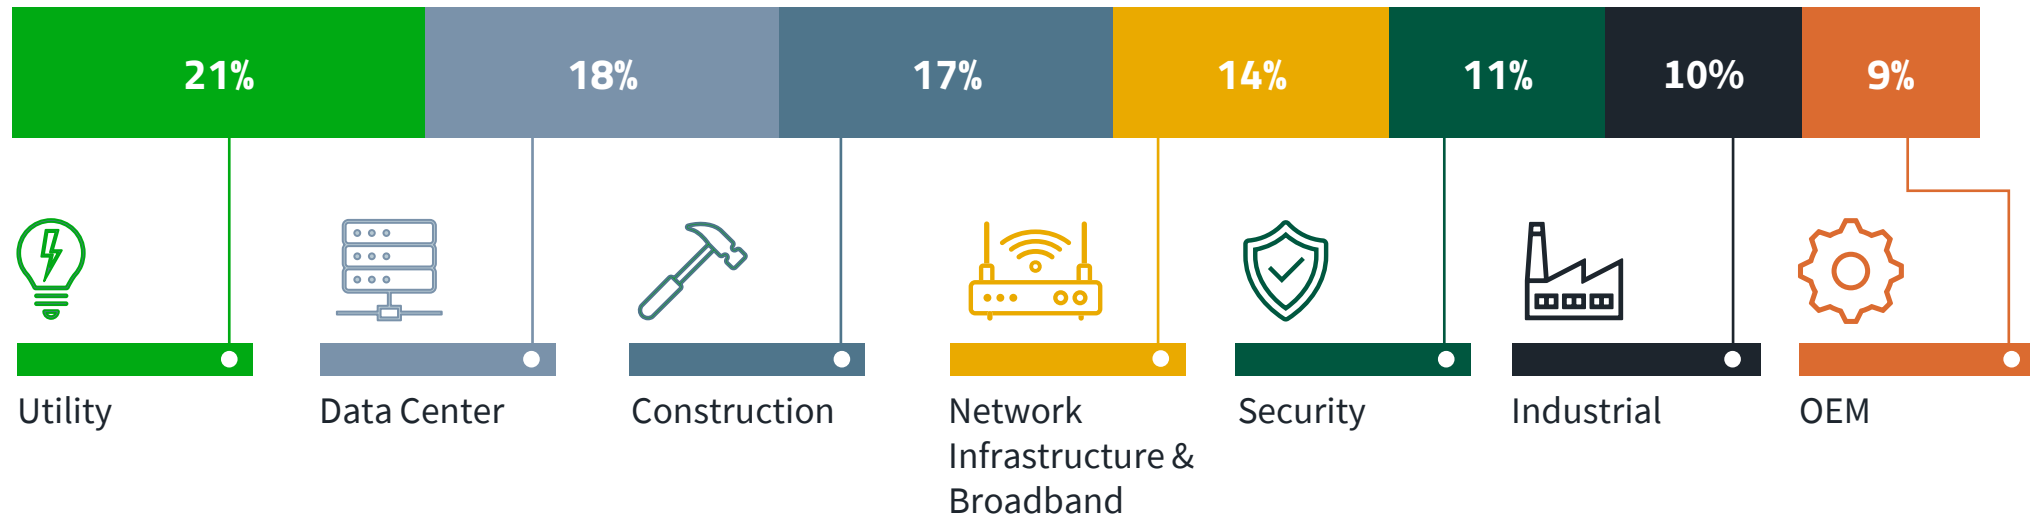 21%
18%
17%
14%
11%
10%
9%
Utility
Data Center
Construction
Network
Infrastructure &
Broadband
Security
Industrial
OEM